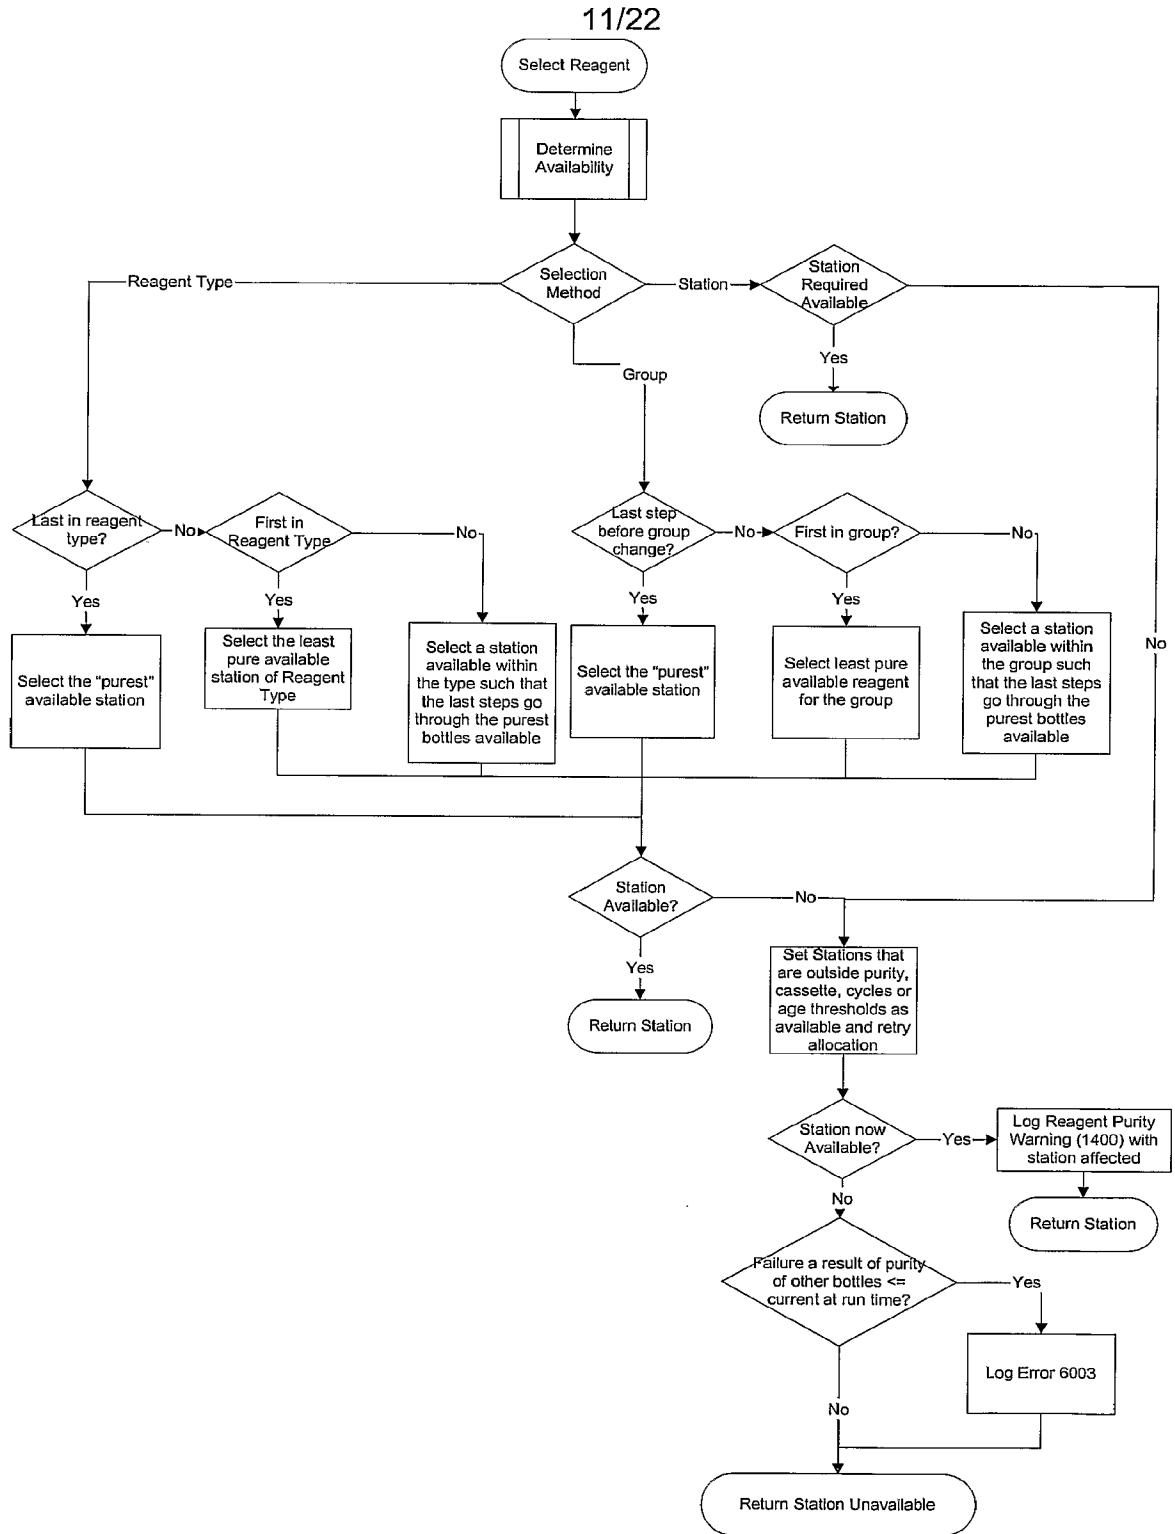 11/22
Select Reagent
Determine
Availability
Selection
Method
Reagent Type
Station
Station
Required
Available
Yes
Return Station
Group
Last in reagent
type?
No
First in
Reagent Type
No
Last step
before group
change?
No
First in group?
No
Yes
Yes
Yes
Yes
Select the "purest"
available station
Select the least
pure available
station of Reagent
Type
Select a station
available within
the type such that
the last steps go
through the purest
bottles available
Select the "purest"
available station
Select least pure
available reagent
for the group
Select a station
available within
the group such
that the last steps
go through the
purest bottles
available
No
Station
Available?
No
Yes
Return Station
Set Stations that
are outside purity,
cassette, cycles or
age thresholds as
available and retry
allocation
Station now
Available?
Yes
Log Reagent Purity
Warning (1400) with
station affected
Return Station
No
Failure a result of purity
of other bottles <=
current at run time?
Yes
Log Error 6003
No
Return Station Unavailable